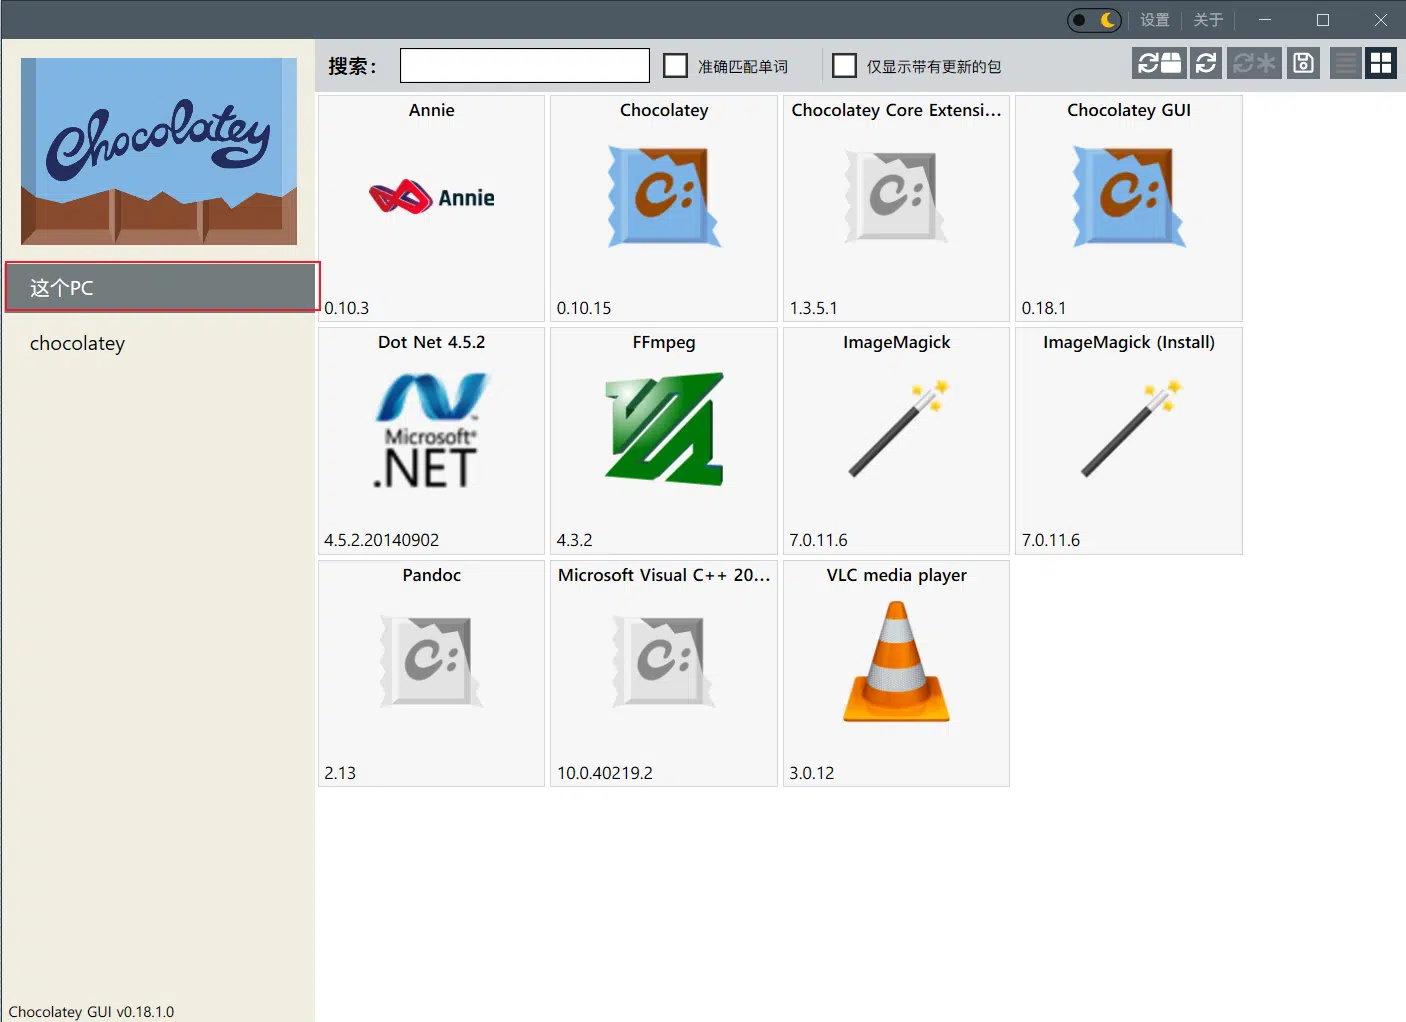 设置 关于
Chocolatey
搜索：
准确匹配单词
仅显示带有更新的包
这个PC
chocolatey
Annie
Annie
0.10.3
Chocolatey
C:
0.10.15
Chocolatey Core Extensi...
C:
1.3.5.1
Chocolatey GUI
C:
0.18.1
Dot Net 4.5.2
Microsoft®
.NET
4.5.2.20140902
FFmpeg
4.3.2
ImageMagick
7.0.11.6
ImageMagick (Install)
7.0.11.6
Pandoc
C:
2.13
Microsoft Visual C++ 20...
C:
10.0.40219.2
VLC media player
3.0.12
Chocolatey GUI v0.18.1.0